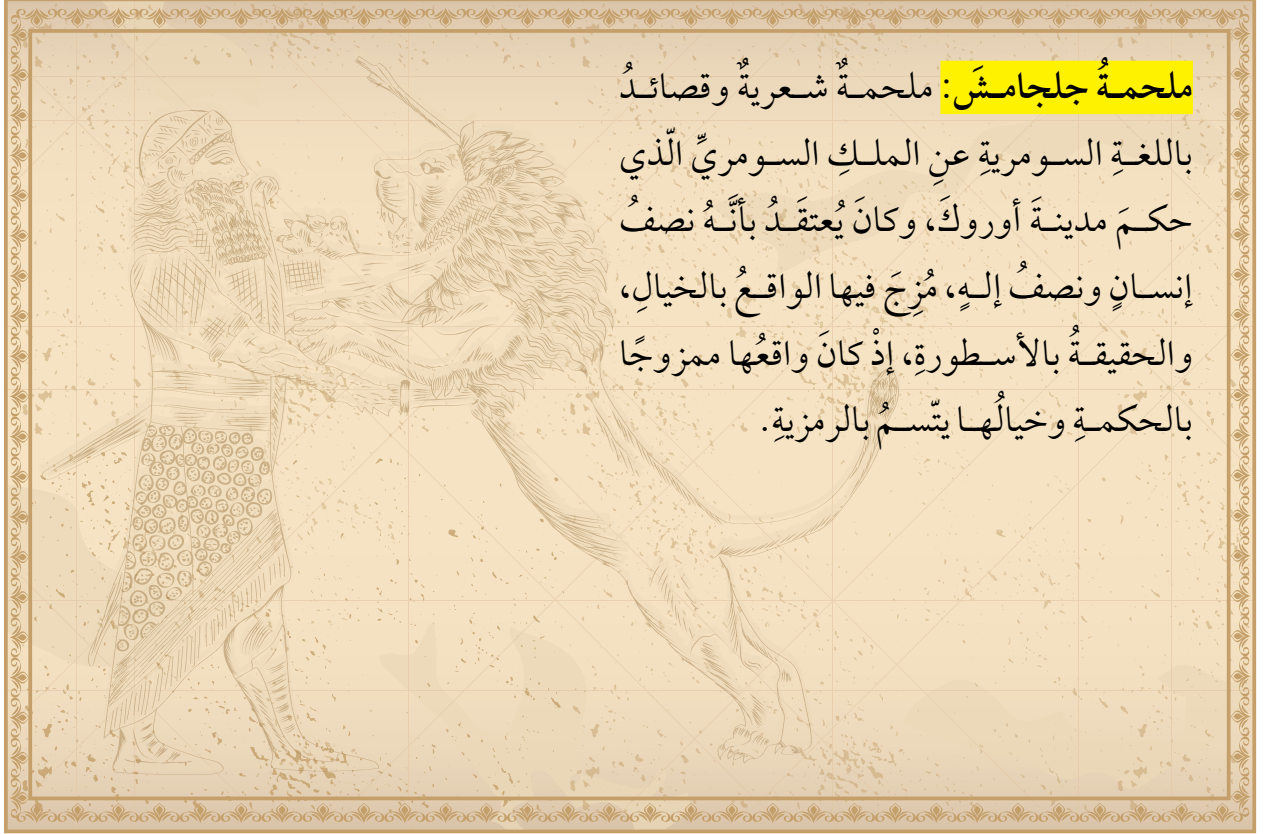 ملحمةُ جلجامشَ: ملحمةٌ شعريةٌ وقصائدُ
باللغةِ السومريةِ عنِ الملكِ السومريِّ الّذي
حكمَ مدينةَ أوروكَ، وكانَ يُعتقَدُ بأنَّهُ نصفُ
إنسانٍ ونصفُ إلهٍ، مُزِجَ فيها الواقعُ بالخيالِ،
والحقيقةُ بالأسطورةِ، إذْ كانَ واقعُها ممزوجًا
بالحكمةِ وخيالُها يتّسمُ بالرمزيةِ.